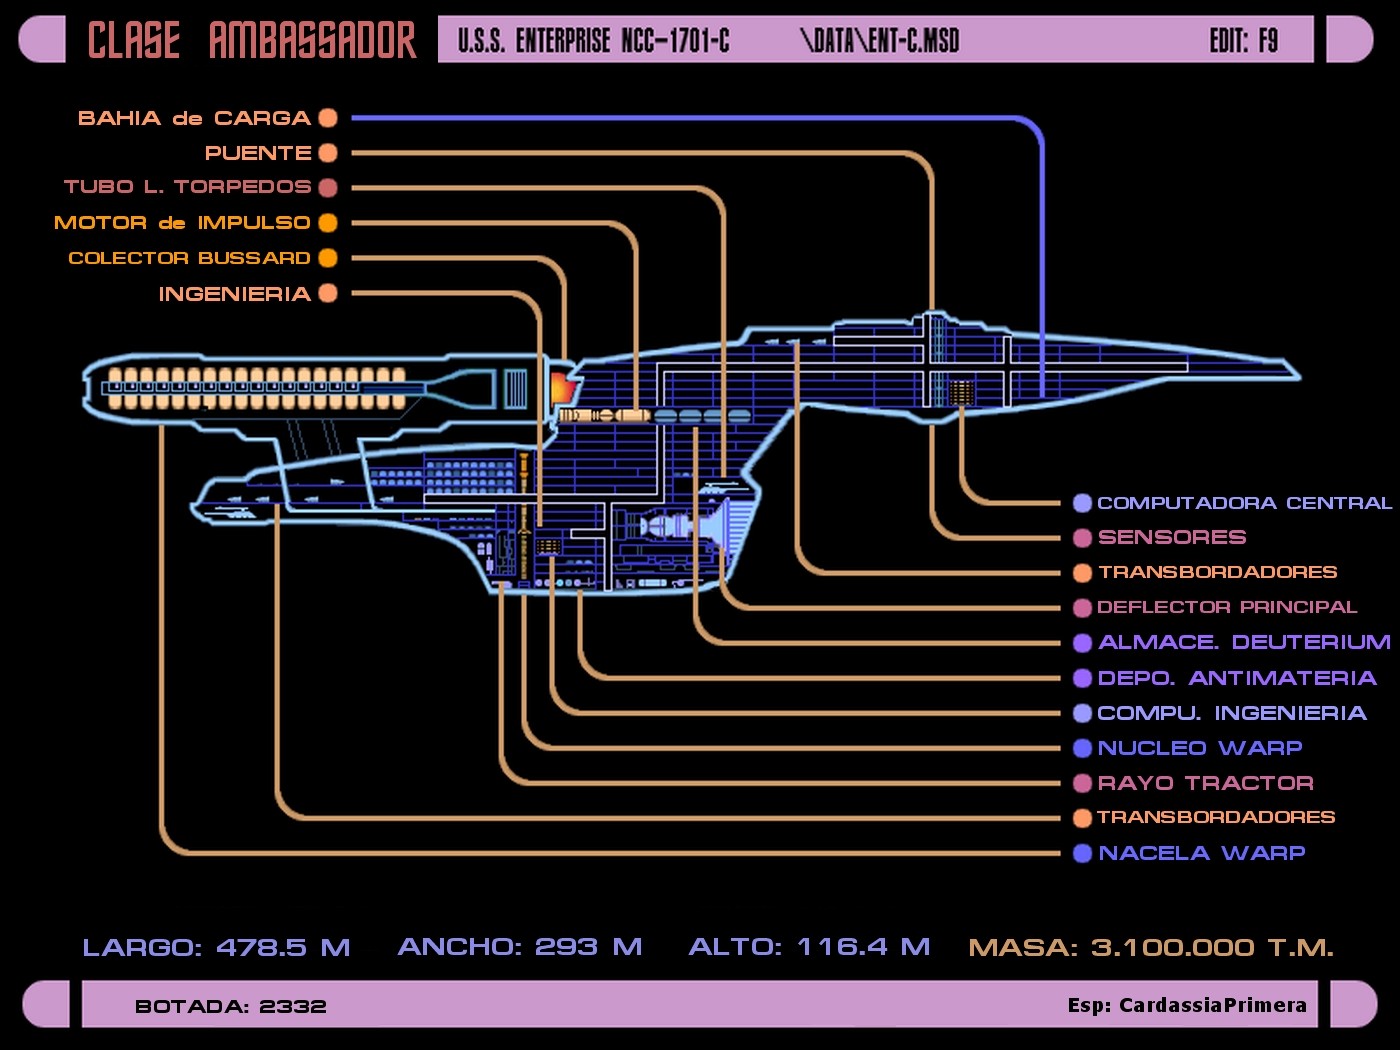 CLASE AMBASSADOR
U.S.S. ENTERPRISE NCC-1701-C \DATA\ENT-C.MSD EDIT: F9
BAHIA de CARGA
PUENTE
TUBO L. TORPEDOS
MOTOR de IMPULSO
COLECTOR BUSSARD
INGENIERIA
COMPUTADORA CENTRAL
SENSORES
TRANSBORDADORES
DEFLECTOR PRINCIPAL
ALMACE. DEUTERIUM
DEPO. ANTIMATERIA
COMPU. INGENIERIA
NUCLEO WARP
RAYO TRACTOR
TRANSBORDADORES
NACELA WARP
LARGO: 478.5 M ANCHO: 293 M ALTO: 116.4 M MASA: 3.100.000 T.M.
BOTADA: 2332 Esp: CardassiaPrimera